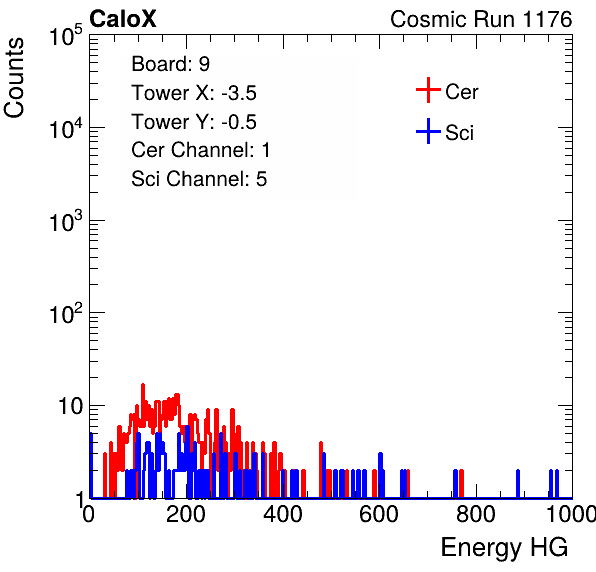 CaloX Cosmic Run 1176
Counts
10^5
10^4
10^3
10^2
10
1
Board: 9
Tower X: -3.5
Tower Y: -0.5
Cer Channel: 1
Sci Channel: 5
Cer
Sci
0 200 400 600 800 1000
Energy HG